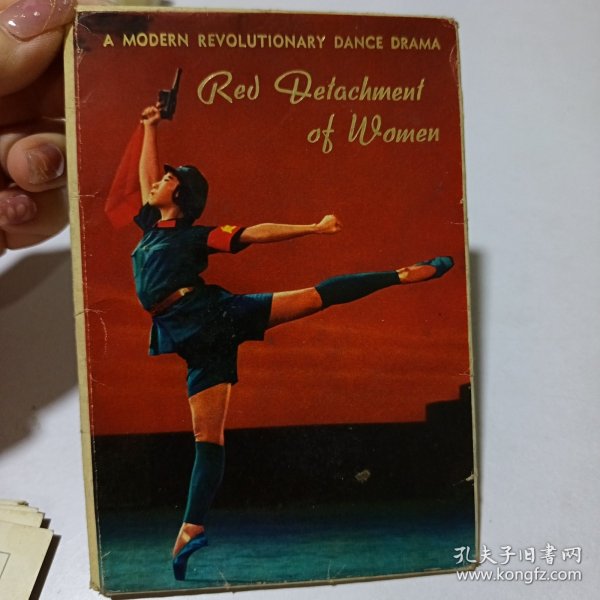 A MODERN REVOLUTIONARY DANCE DRAMA
Red Detachment
of Women
孔夫子旧书网
www.kongfz.com